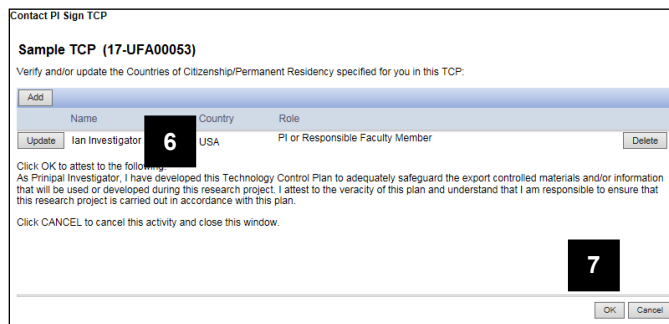 Contact PI Sign TCP
Sample TCP (17-UFA00053)
Verify and/or update the Countries of Citizenship/Permanent Residency specified for you in this TCP:
Add
Name Country Role
Update Ian Investigator 6 USA PI or Responsible Faculty Member Delete
Click OK to attest to the following:
As Prinipal Investigator, I have developed this Technology Control Plan to adequately safeguard the export controlled materials and/or information
that will be used or developed during this research project. I attest to the veracity of this plan and understand that I am responsible to ensure that
this research project is carried out in accordance with this plan.
Click CANCEL to cancel this activity and close this window.
7
OK Cancel